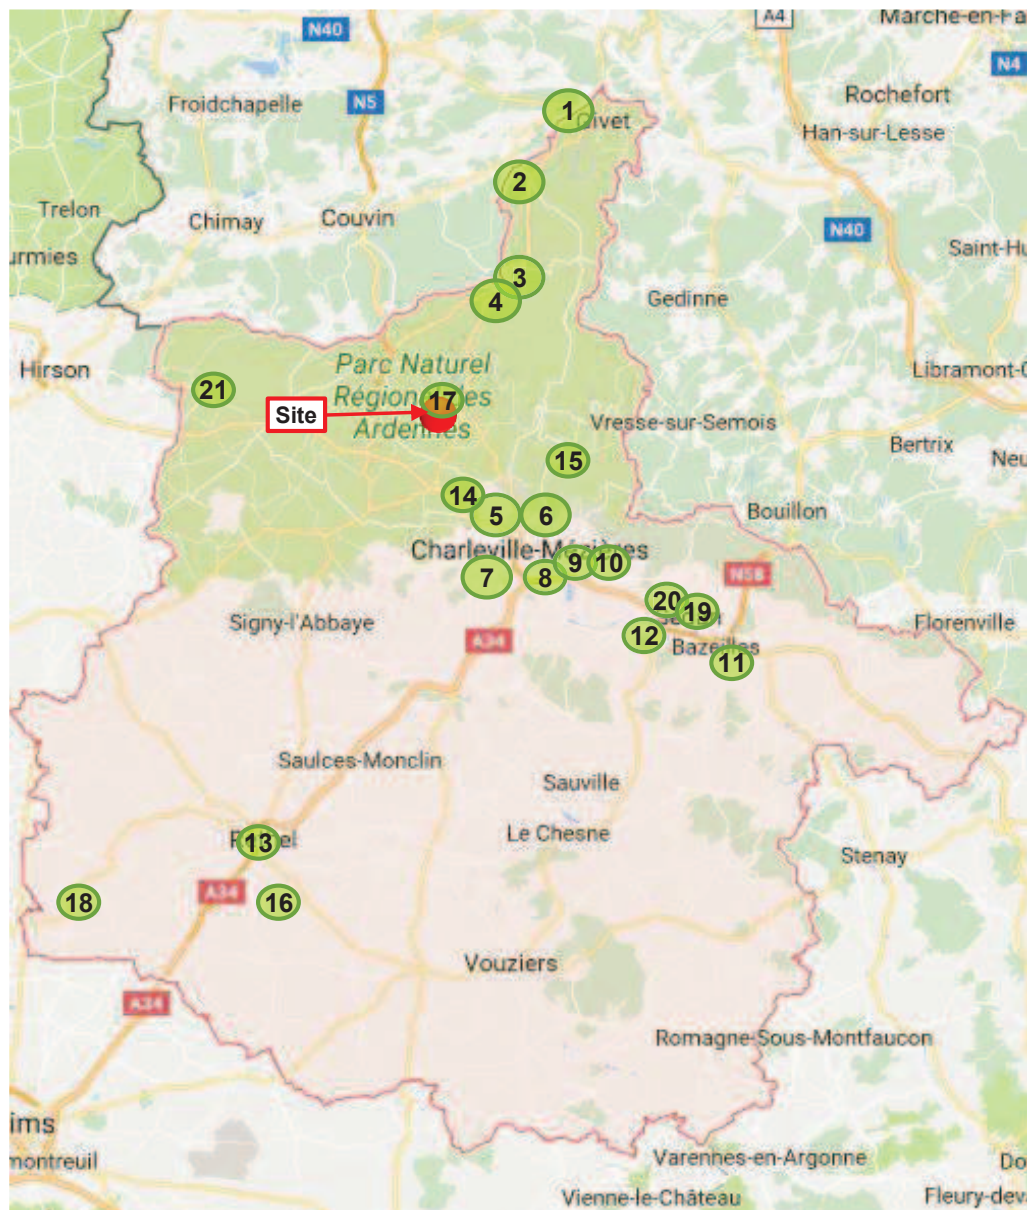 N40
A4
Marche-en-Fa
N4
Froidchapelle
N5
Rochefort
1
Givet
Han-sur-Lesse
2
Trelon
Chimay
Couvin
N40
urmies
Saint-Hu
3
4
Gedinne
Hirson
Parc Naturel
Régional des
Ardennes
Libramont-C
21
17
Site
Vresse-sur-Semois
Bertrix
Neu
15
14
5
6
Bouillon
Charleville-Mézières
7
8
9
10
N58
Signy-l'Abbaye
20
19
Florenville
A34
12
Bazeilles
11
Saulces-Monclin
Sauville
Le Chesne
13
Stenay
A34
18
16
Vouziers
A34
Romagne-Sous-Montfaucon
ims
montreuil
Varennes-en-Argonne
Do
Vienne-le-Château
Fleury-dev